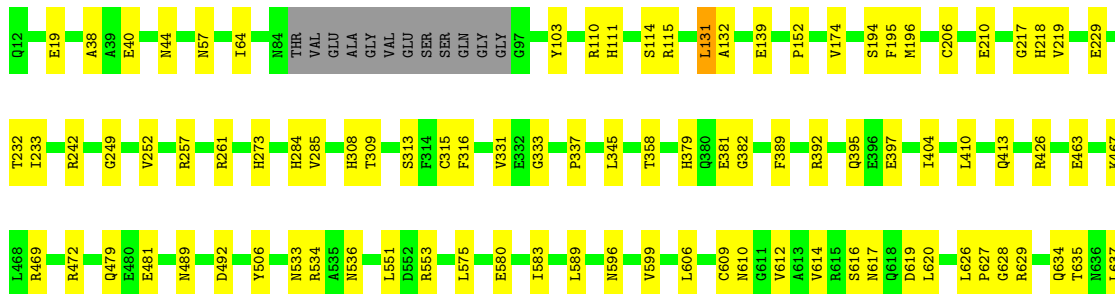 Q12 E19 A38 A39 E40 N44 N57 I64 N84 THR VAL GLU ALA GLY VAL GLU SER SER GLN GLY GLY G97 Y103 R110 H111 S114 R115 L131 A132 E139 P152 V174 S194 F195 M196 C206 E210 G217 H218 V219 E229
T232 I233 R242 G249 V252 R257 R261 H273 H284 V285 H308 T309 S313 F314 C315 F316 V331 E332 G333 P337 L345 T358 H379 Q380 E381 G382 F389 R392 Q395 E396 E397 I404 L410 Q413 R426 E463 K467
L468 R469 R472 Q479 E480 E481 N489 D492 Y506 N533 R534 A535 N536 L551 D552 R553 L575 E580 I583 L589 N596 V599 L606 C609 N610 G611 V612 A613 V614 R615 S616 N617 Q618 D619 L620 L626 P627 G628 R629 Q634 T635 N636